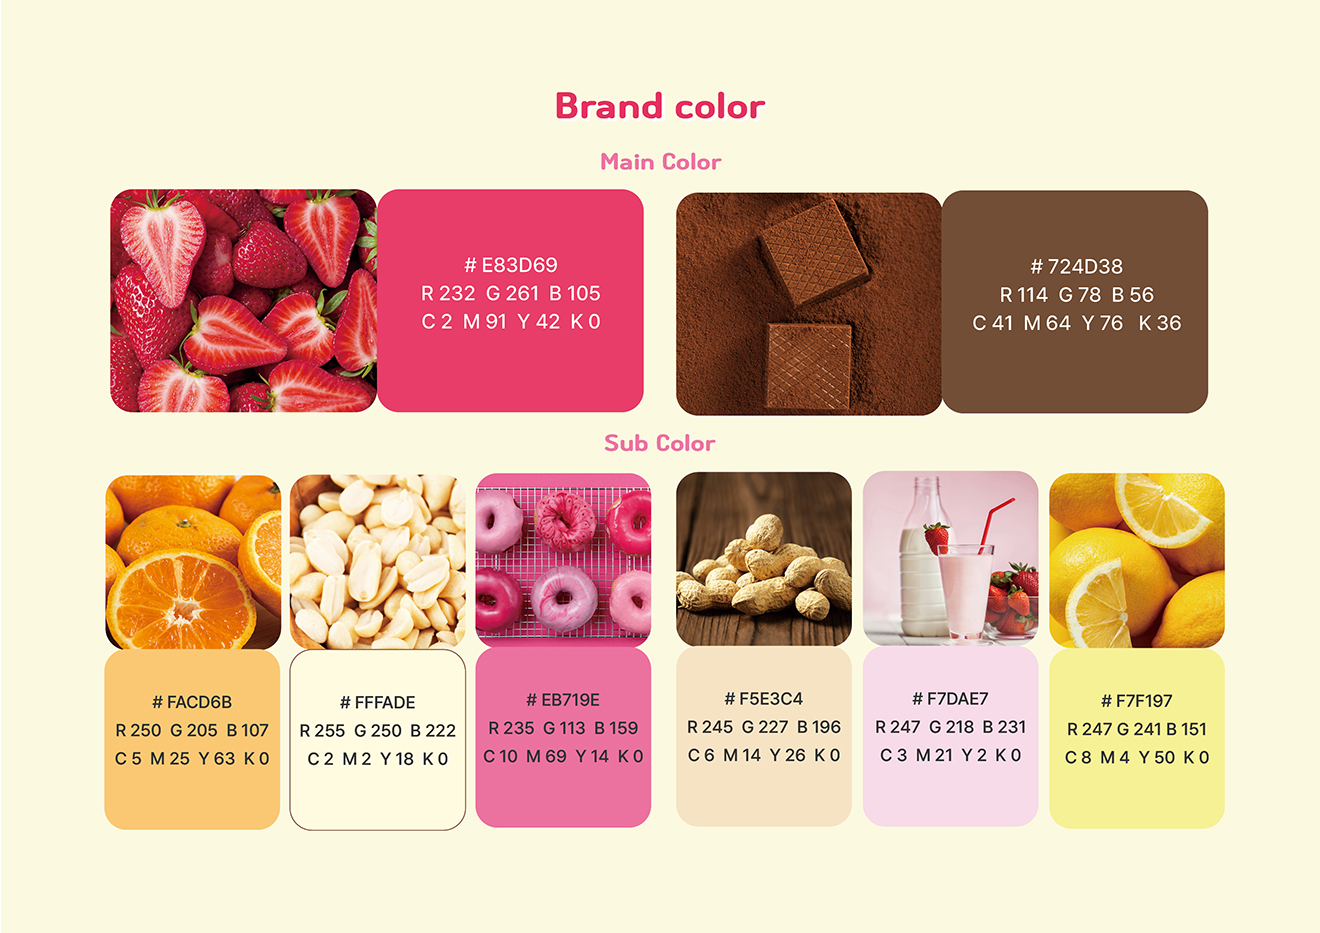 Brand color
Main Color
# E83D69
R 232 G 261 B 105
C 2 M 91 Y 42 K 0
# 724D38
R 114 G 78 B 56
C 41 M 64 Y 76 K 36
Sub Color
# FACD6B
R 250 G 205 B 107
C 5 M 25 Y 63 K 0
# FFFADE
R 255 G 250 B 222
C 2 M 2 Y 18 K 0
# EB719E
R 235 G 113 B 159
C 10 M 69 Y 14 K 0
# F5E3C4
R 245 G 227 B 196
C 6 M 14 Y 26 K 0
# F7DAE7
R 247 G 218 B 231
C 3 M 21 Y 2 K 0
# F7F197
R 247 G 241 B 151
C 8 M 4 Y 50 K 0